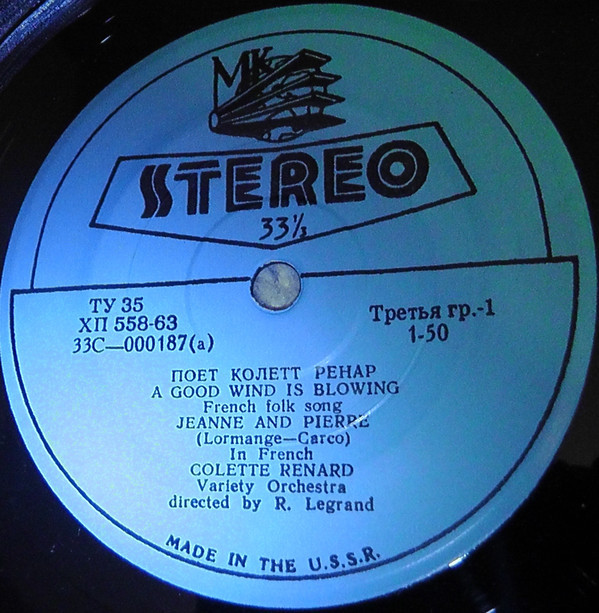 МК
STEREO
33⅓
ТУ 35
ХП 558-63
33С—000187(а)
Третья гр.-1
1-50
ПОЕТ КОЛЕТТ РЕНАР
A GOOD WIND IS BLOWING
French folk song
JEANNE AND PIERRE
(Lormange—Carco)
In French
COLETTE RENARD
Variety Orchestra
directed by R. Legrand
MADE IN THE U.S.S.R.